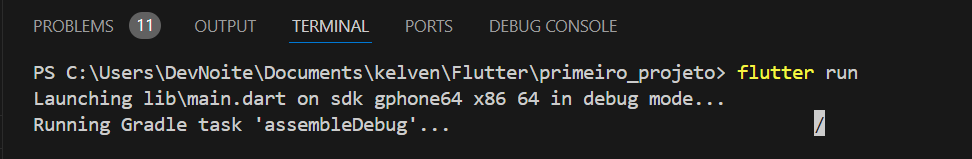 PROBLEMS 11 OUTPUT TERMINAL PORTS DEBUG CONSOLE
PS C:\Users\DevNoite\Documents\kelven\Flutter\primeiro_projeto> flutter run
Launching lib\main.dart on sdk gphone64 x86 64 in debug mode...
Running Gradle task 'assembleDebug'... /